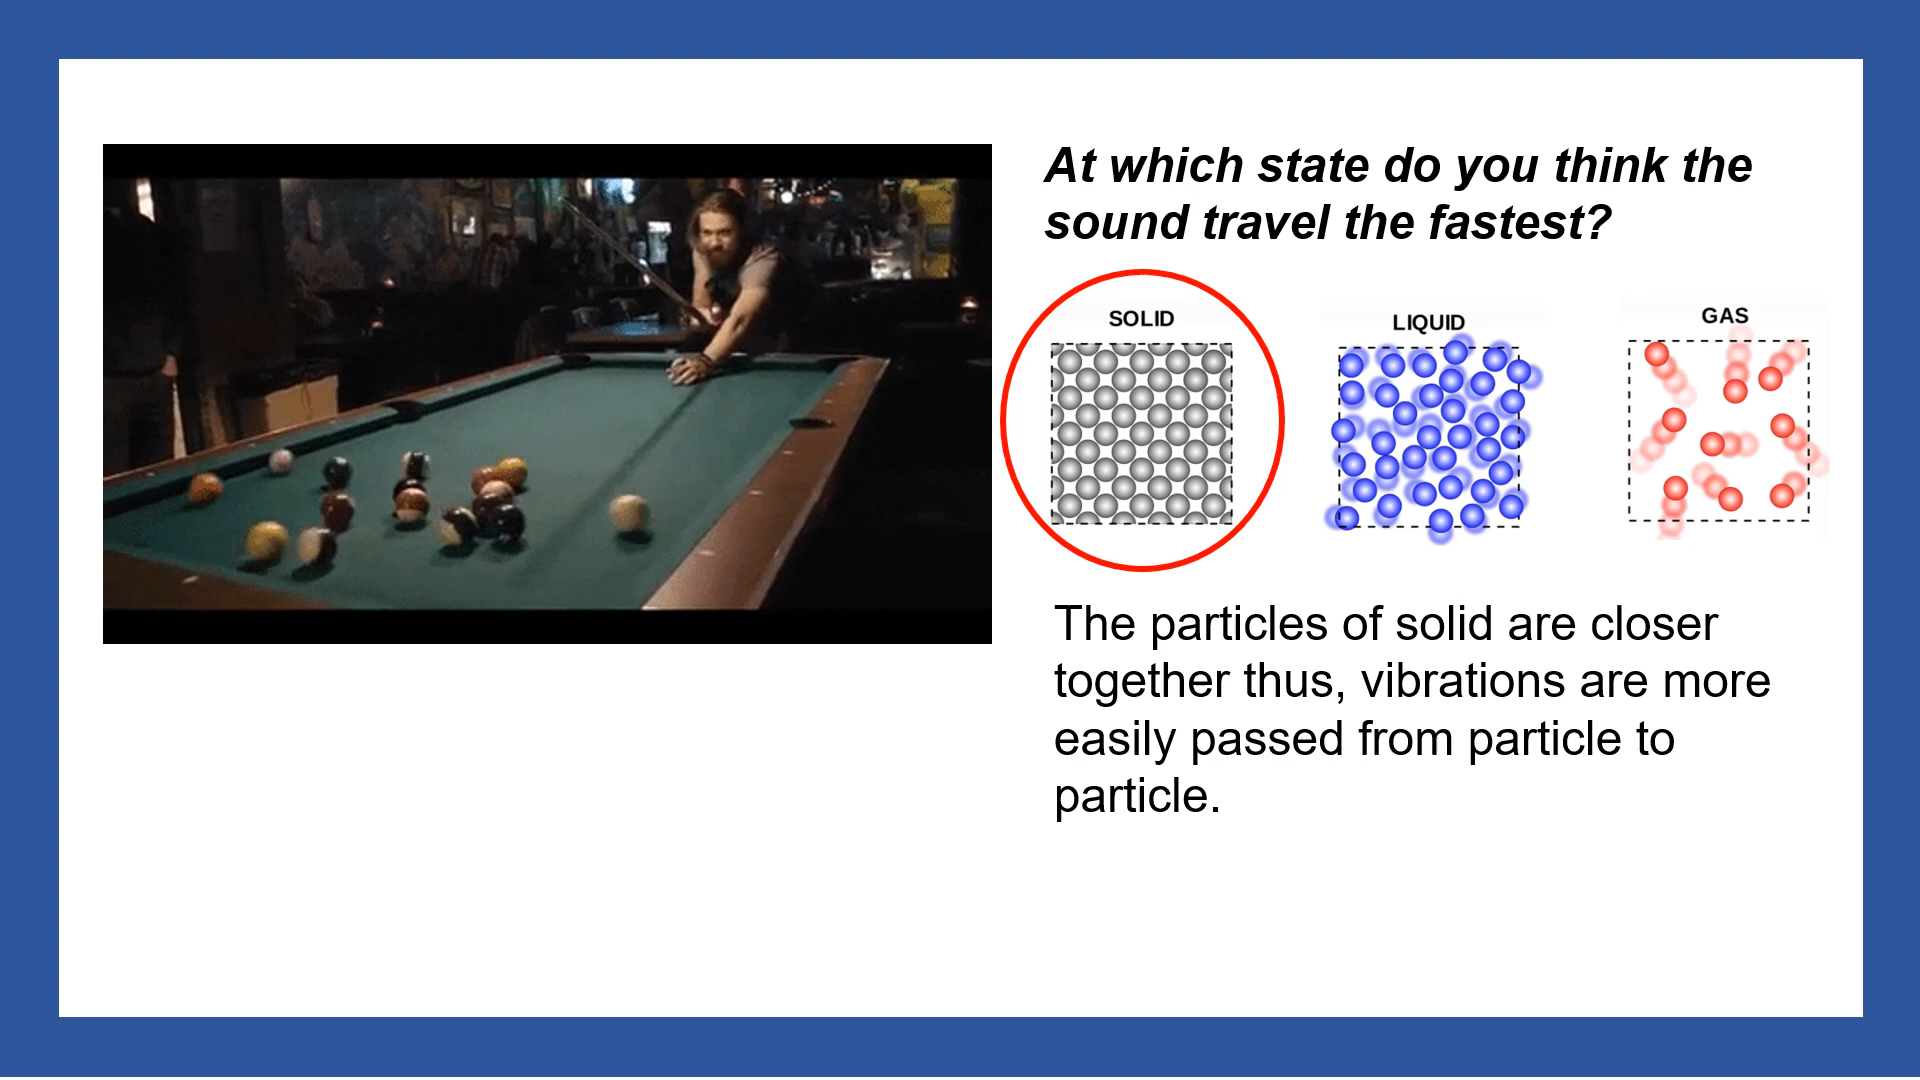 At which state do you think the
sound travel the fastest?
SOLID
LIQUID
GAS
The particles of solid are closer
together thus, vibrations are more
easily passed from particle to
particle.